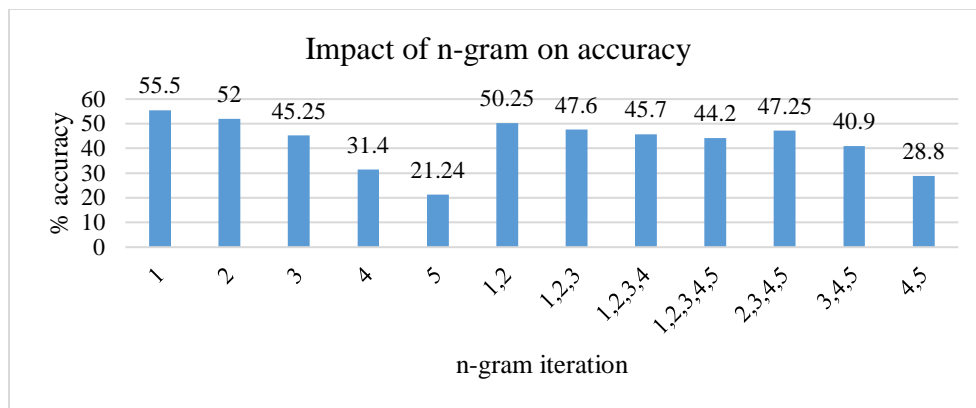 Impact of n-gram on accuracy
55.5 52 45.25 31.4 21.24 50.25 47.6 45.7 44.2 47.25 40.9 28.8
60
50
40
30
20
10
0
% accuracy
1 2 3 4 5 1,2 1,2,3 1,2,3,4 1,2,3,4,5 2,3,4,5 3,4,5 4,5
n-gram iteration